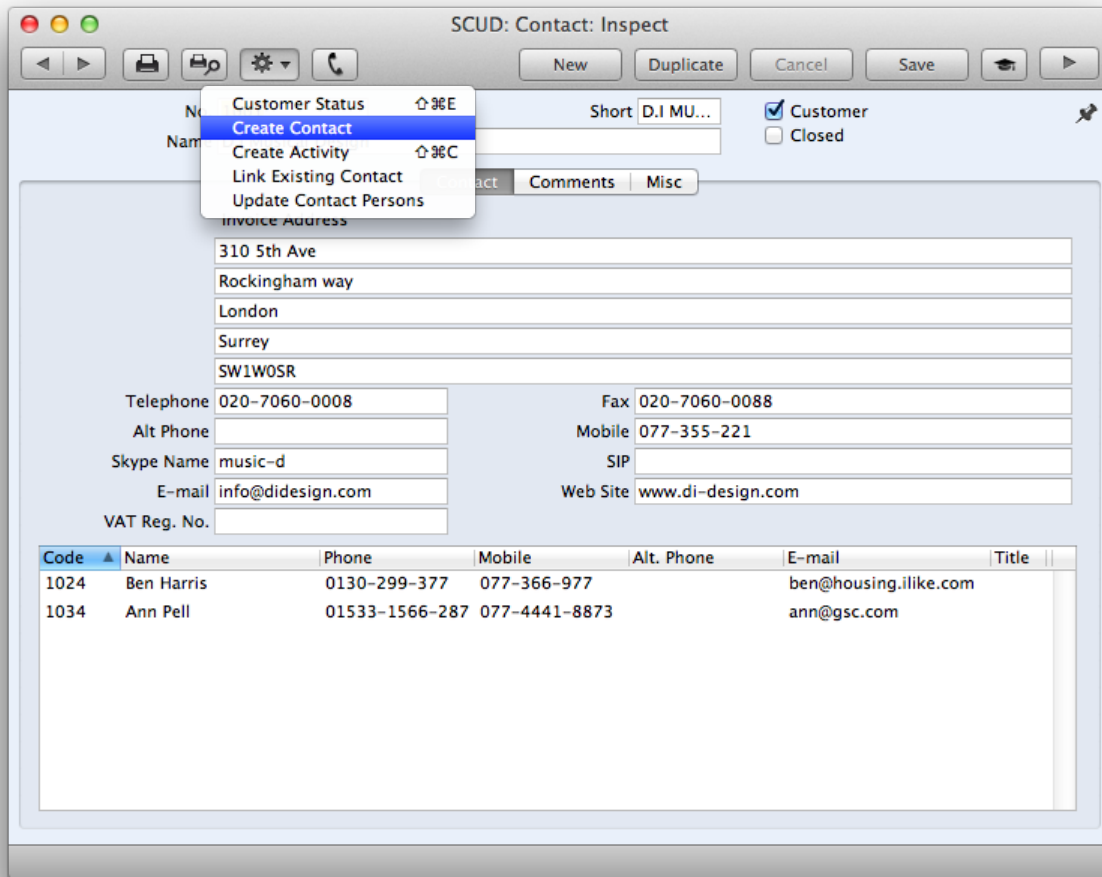 SCUD: Contact: Inspect
New Duplicate Cancel Save
No
Short D.I MU...
Customer
Name
Closed
Customer Status ⇧⌘E
Create Contact
Create Activity ⇧⌘C
Link Existing Contact
Update Contact Persons
Contact Comments Misc
Invoice Address
310 5th Ave
Rockingham way
London
Surrey
SW1W0SR
Telephone 020-7060-0008 Fax 020-7060-0088
Alt Phone Mobile 077-355-221
Skype Name music-d SIP
E-mail info@didesign.com Web Site www.di-design.com
VAT Reg. No.
Code Name Phone Mobile Alt. Phone E-mail Title
1024 Ben Harris 0130-299-377 077-366-977 ben@housing.ilike.com
1034 Ann Pell 01533-1566-287 077-4441-8873 ann@gsc.com